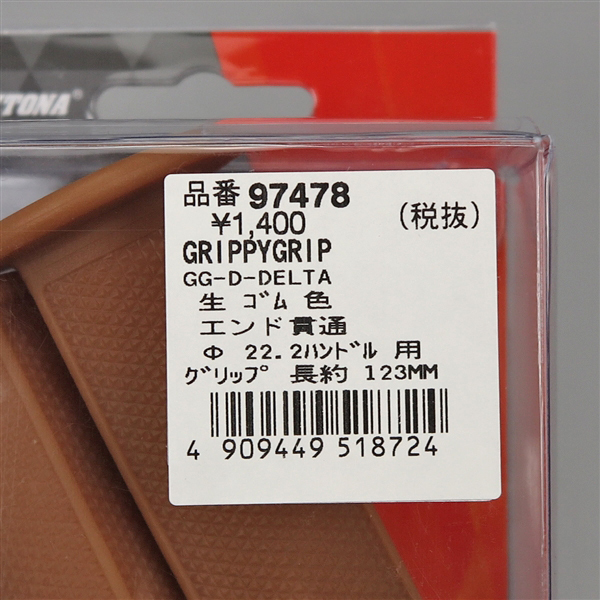 TONA
品番 97478
¥1,400 (税抜)
GRIPPYGRIP
GG-D-DELTA
生 ゴム 色
エンド貫通
Φ 22.2ﾊﾝﾄﾞﾙ 用
ｸﾞﾘｯﾌﾟ 長約 123MM
4 909449 518724